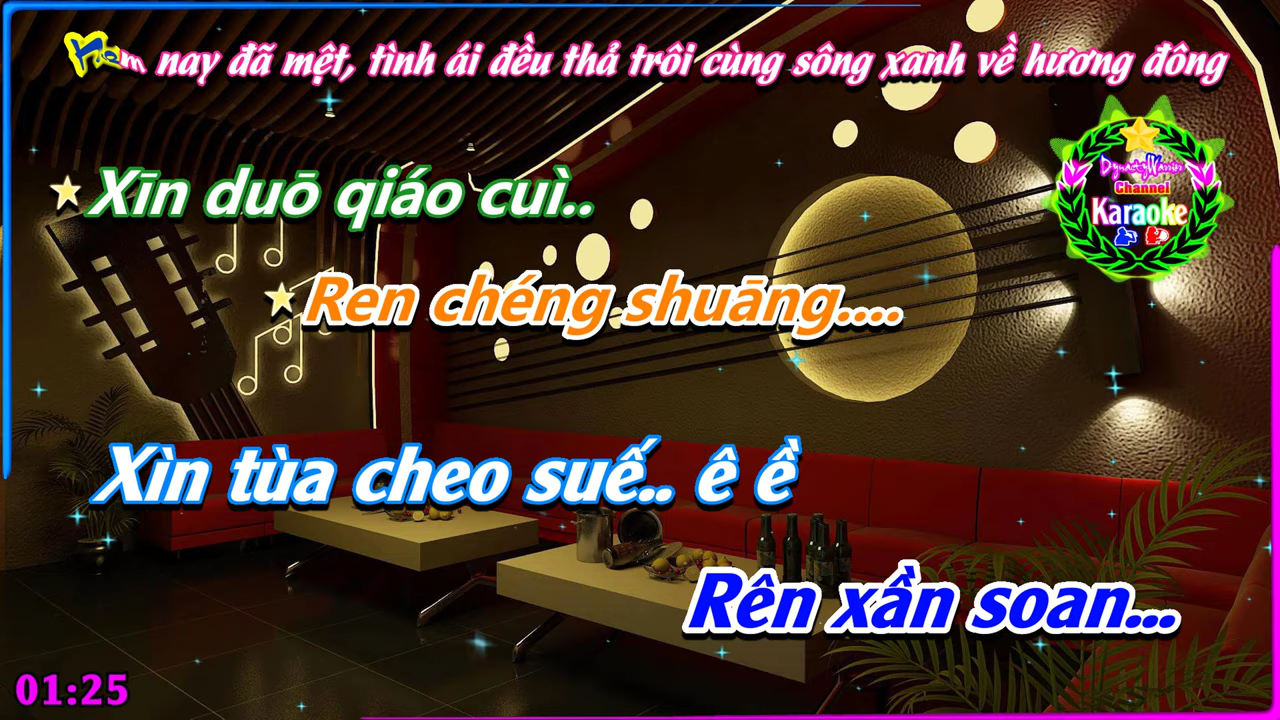 nay đã mệt, tình ái đều thả trôi cùng sông xanh về hương đông
DynastyWarrior
Channel
Karaoke
Xīn duō qiáo cuì..
Ren chéng shuāng....
Xìn tùa cheo suế.. ê ề
Rên xần soan...
01:25